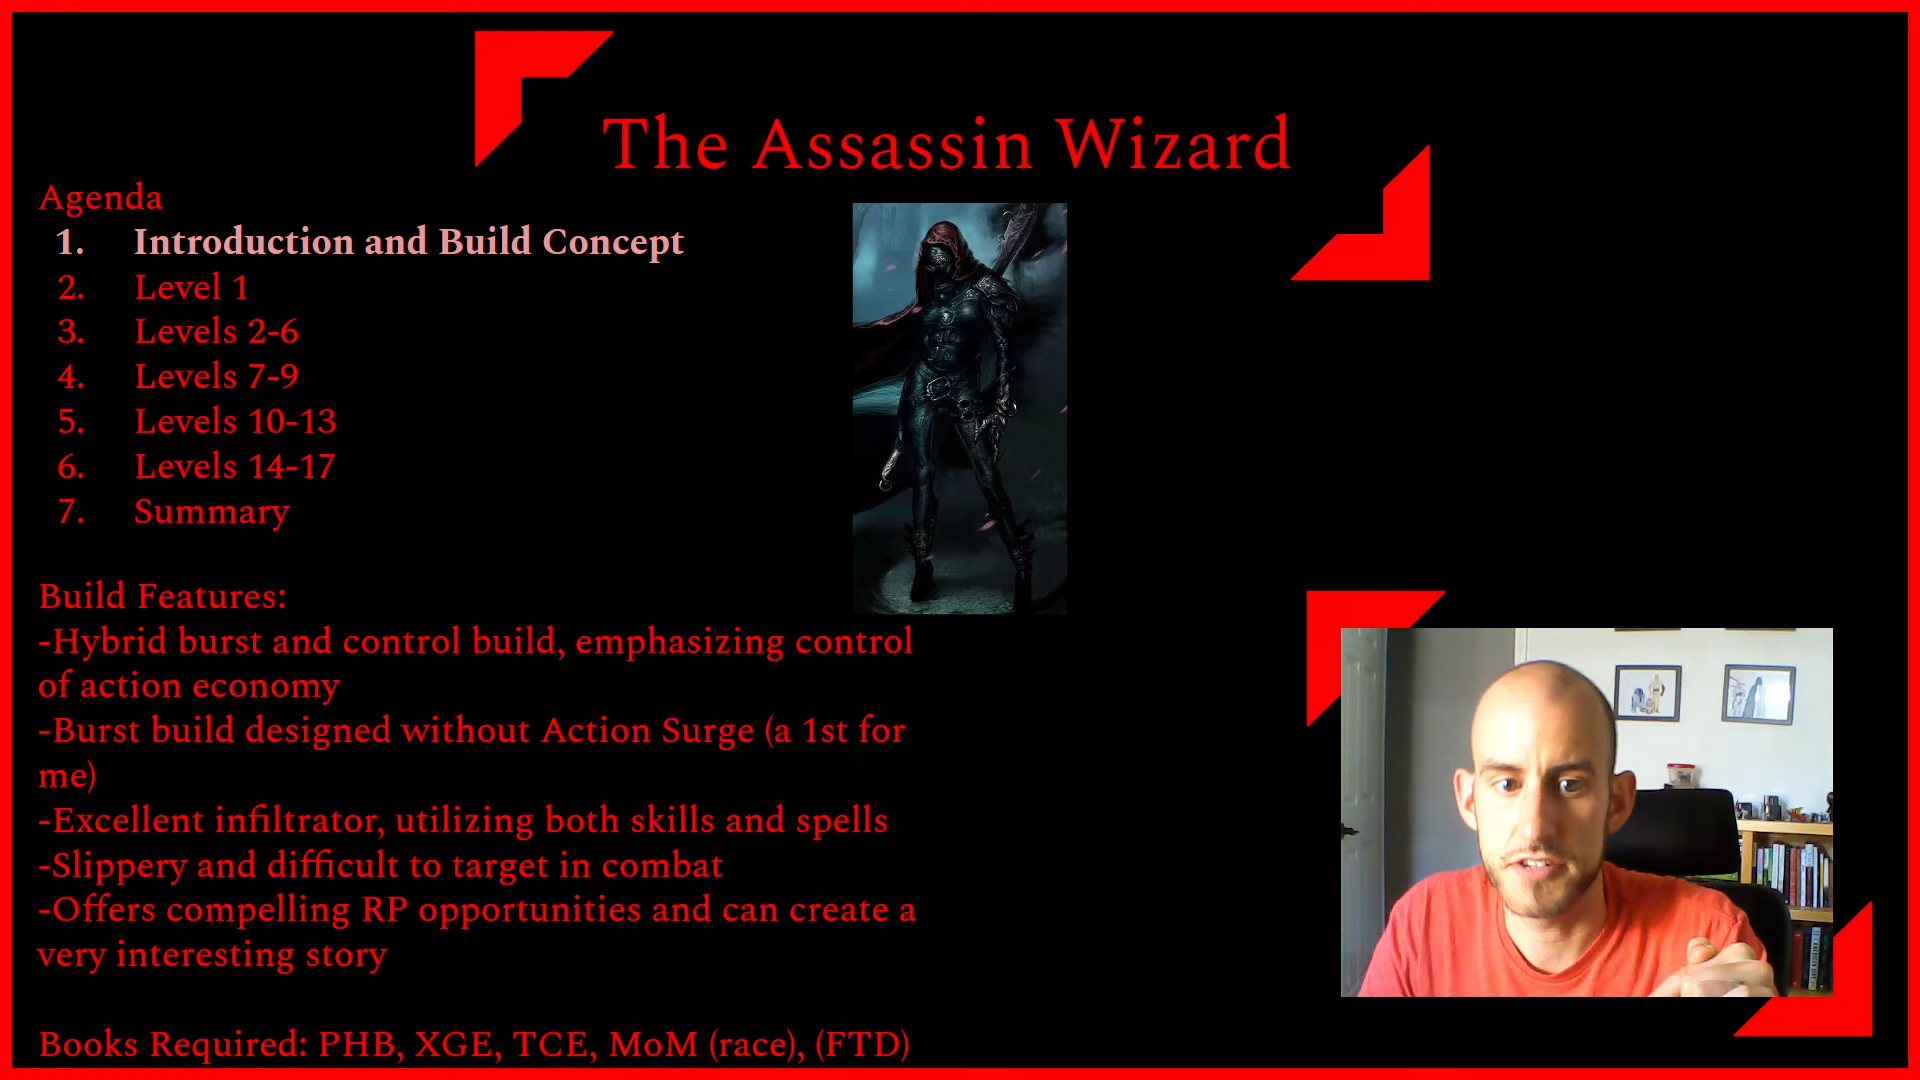 The Assassin Wizard
Agenda
1. Introduction and Build Concept
2. Level 1
3. Levels 2-6
4. Levels 7-9
5. Levels 10-13
6. Levels 14-17
7. Summary
Build Features:
-Hybrid burst and control build, emphasizing control
of action economy
-Burst build designed without Action Surge (a 1st for
me)
-Excellent infiltrator, utilizing both skills and spells
-Slippery and difficult to target in combat
-Offers compelling RP opportunities and can create a
very interesting story
Books Required: PHB, XGE, TCE, MoM (race), (FTD)